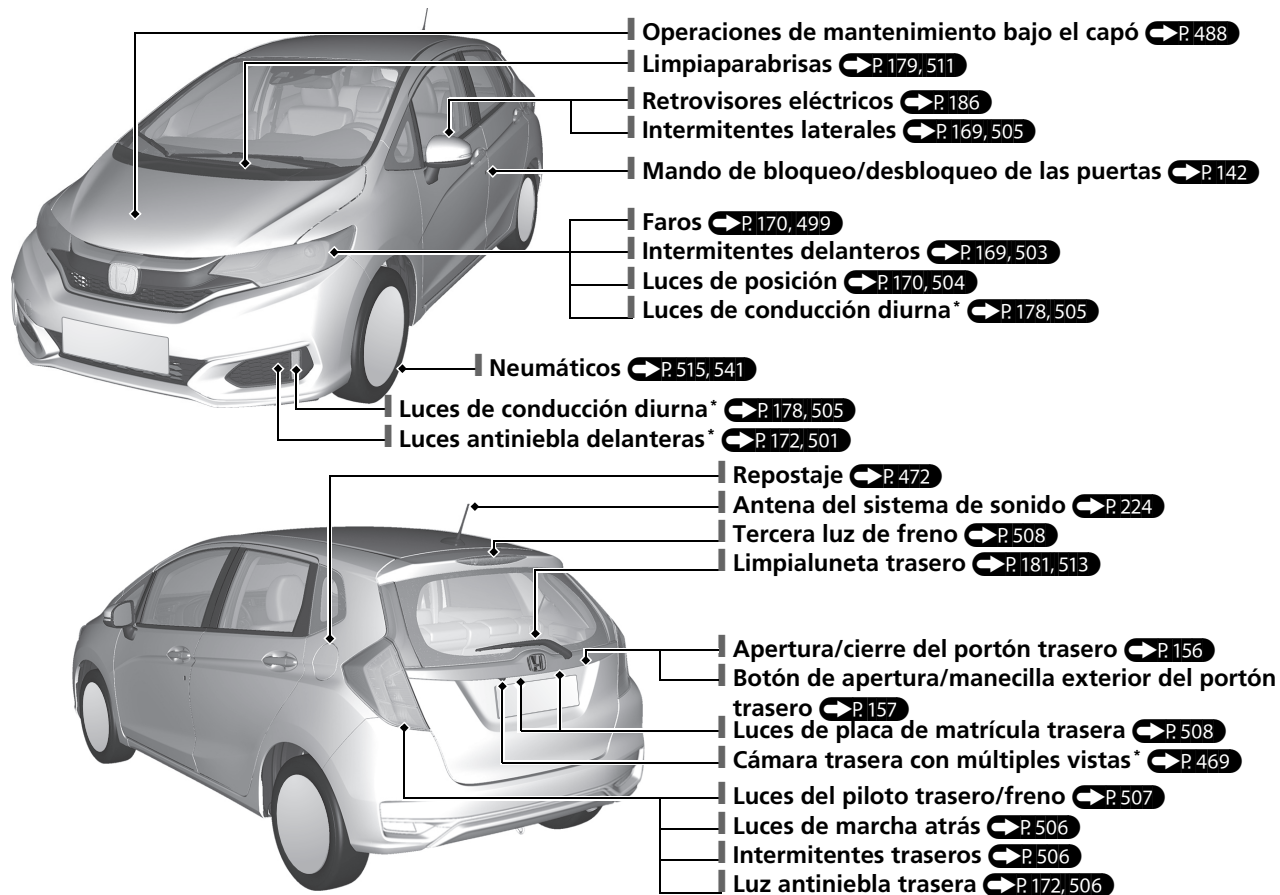 Operaciones de mantenimiento bajo el capó P. 488
Limpiaparabrisas P. 179, 511
Retrovisores eléctricos P. 186
Intermitentes laterales P. 169, 505
Mando de bloqueo/desbloqueo de las puertas P. 142
Faros P. 170, 499
Intermitentes delanteros P. 169, 503
Luces de posición P. 170, 504
Luces de conducción diurna* P. 178, 505
Neumáticos P. 515, 541
Luces de conducción diurna* P. 178, 505
Luces antiniebla delanteras* P. 172, 501
Repostaje P. 472
Antena del sistema de sonido P. 224
Tercera luz de freno P. 508
Limpialuneta trasero P. 181, 513
Apertura/cierre del portón trasero P. 156
Botón de apertura/manecilla exterior del portón
trasero P. 157
Luces de placa de matrícula trasera P. 508
Cámara trasera con múltiples vistas* P. 469
Luces del piloto trasero/freno P. 507
Luces de marcha atrás P. 506
Intermitentes traseros P. 506
Luz antiniebla trasera P. 172, 506